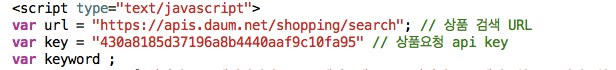 <script type="text/javascript">
var url = "https://apis.daum.net/shopping/search"; // 상품 검색 URL
var key = "430a8185d37196a8b4440aaf9c10fa95" // 상품요청 api key
var keyword ;